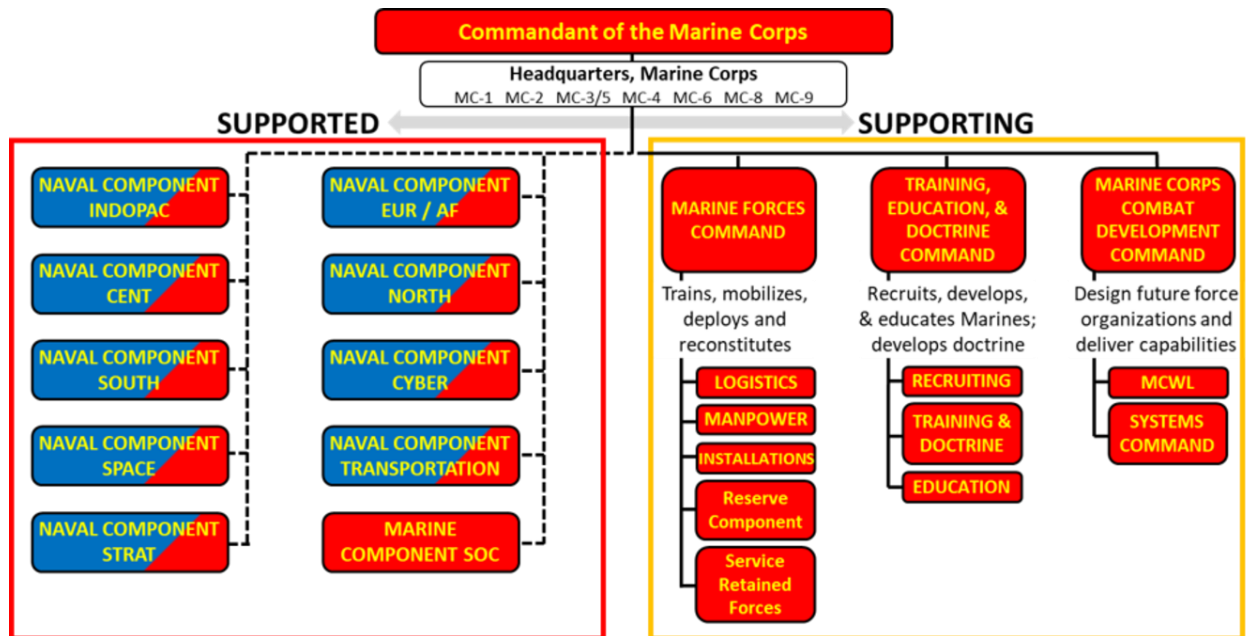 Commandant of the Marine Corps
Headquarters, Marine Corps
MC-1 MC-2 MC-3/5 MC-4 MC-6 MC-8 MC-9
SUPPORTED
SUPPORTING
NAVAL COMPONENT
INDOPAC
NAVAL COMPONENT
EUR / AF
NAVAL COMPONENT
CENT
NAVAL COMPONENT
NORTH
NAVAL COMPONENT
SOUTH
NAVAL COMPONENT
CYBER
NAVAL COMPONENT
SPACE
NAVAL COMPONENT
TRANSPORTATION
NAVAL COMPONENT
STRAT
MARINE
COMPONENT SOC
MARINE FORCES
COMMAND
Trains, mobilizes,
deploys and
reconstitutes
LOGISTICS
MANPOWER
INSTALLATIONS
Reserve
Component
Service
Retained
Forces
TRAINING,
EDUCATION, &
DOCTRINE
COMMAND
Recruits, develops,
& educates Marines;
develops doctrine
RECRUITING
TRAINING &
DOCTRINE
EDUCATION
MARINE CORPS
COMBAT
DEVELOPMENT
COMMAND
Design future force
organizations and
deliver capabilities
MCWL
SYSTEMS
COMMAND